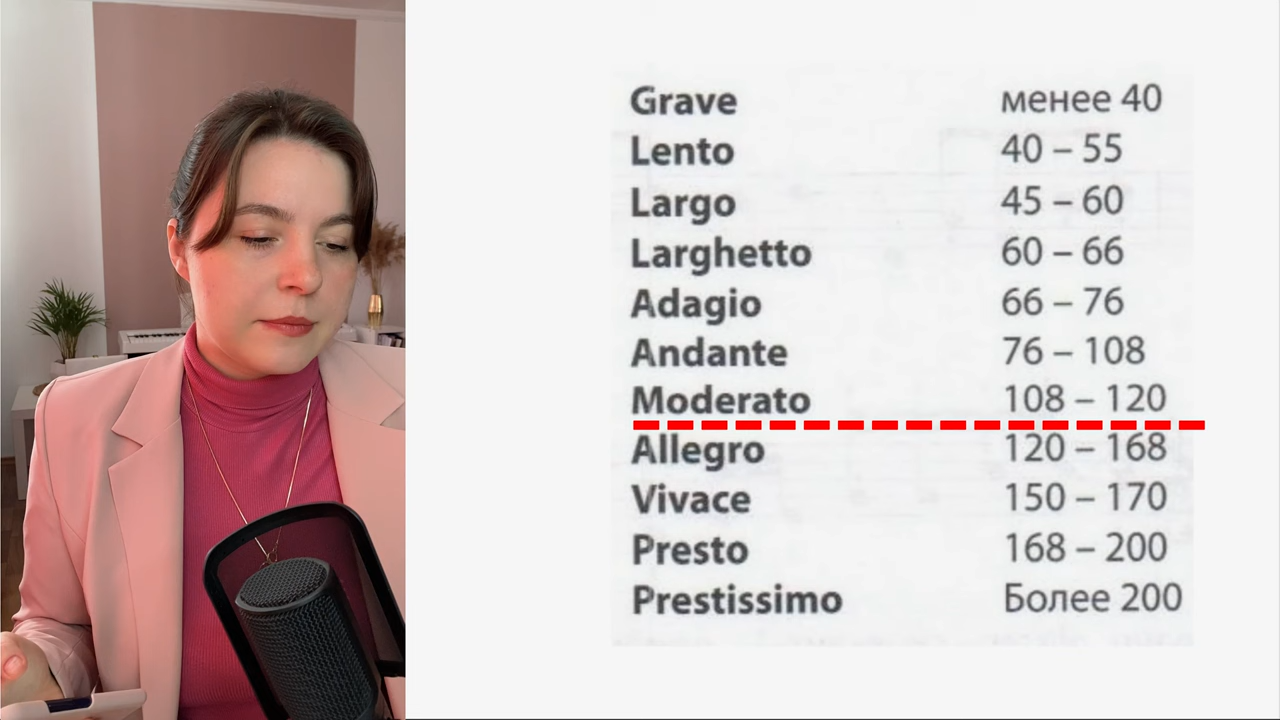 Grave менее 40
Lento 40 – 55
Largo 45 – 60
Larghetto 60 – 66
Adagio 66 – 76
Andante 76 – 108
Moderato 108 – 120
Allegro 120 – 168
Vivace 150 – 170
Presto 168 – 200
Prestissimo Более 200